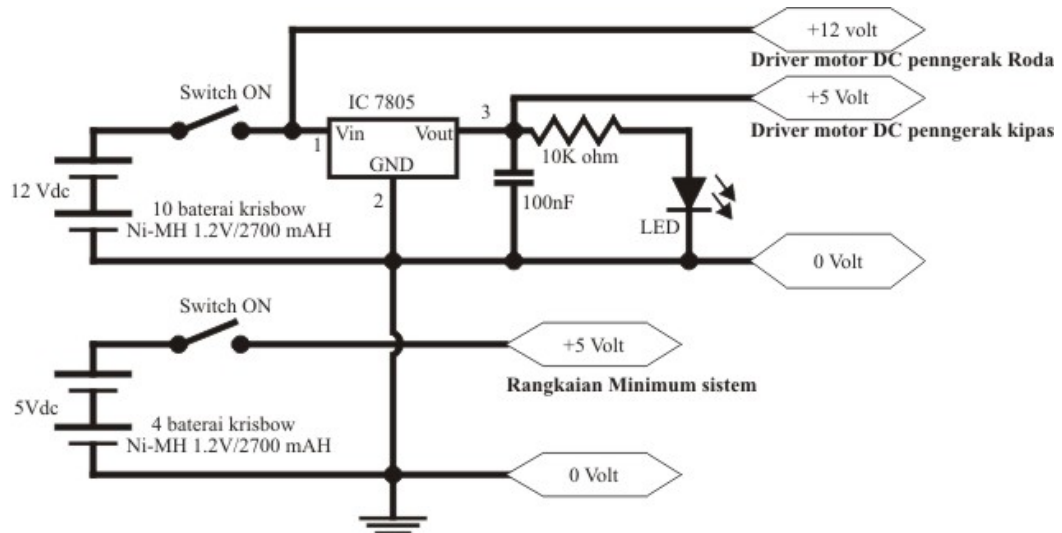 +12 volt
Driver motor DC penngerak Roda
Switch ON
IC 7805
+5 Volt
3
1
Vin
Vout
Driver motor DC penngerak kipas
10K ohm
GND
12 Vdc
2
100nF
10 baterai krisbow
Ni-MH 1.2V/2700 mAH
LED
0 Volt
Switch ON
+5 Volt
Rangkaian Minimum sistem
5Vdc
4 baterai krisbow
Ni-MH 1.2V/2700 mAH
0 Volt